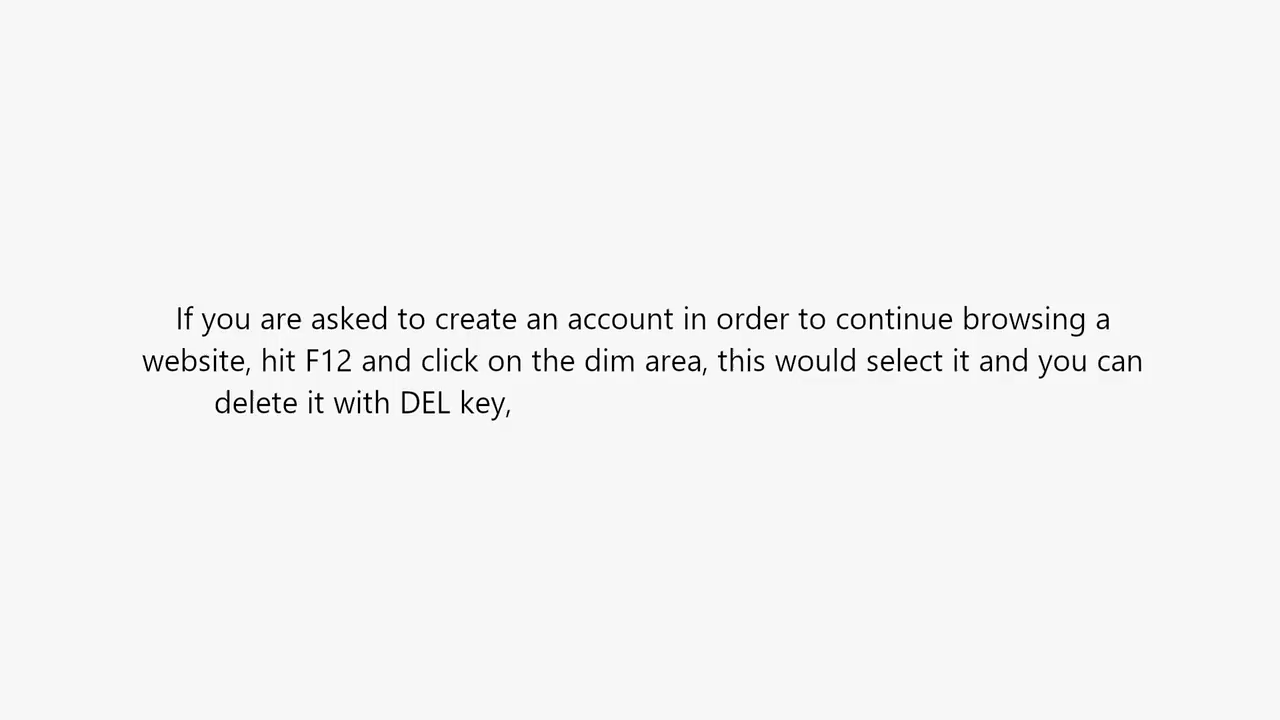 If you are asked to create an account in order to continue browsing a
website, hit F12 and click on the dim area, this would select it and you can
delete it with DEL key,